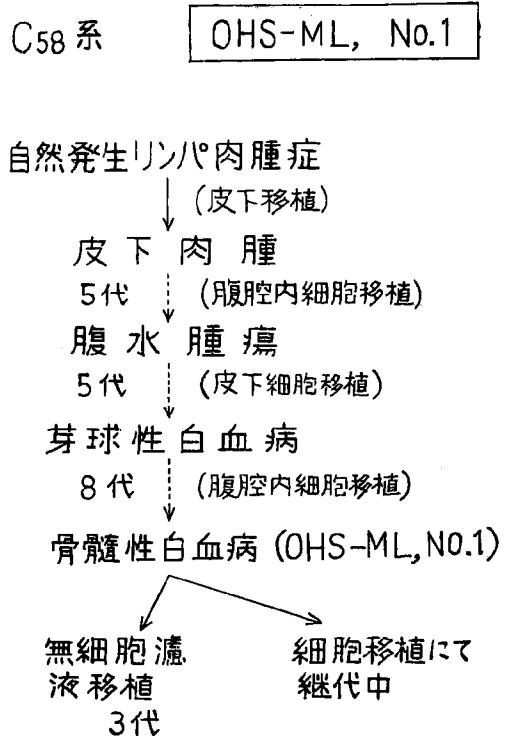 C58系 OHS-ML, No.1
自然発生リンパ肉腫症
(皮下移植)
皮下肉腫
5代 (腹腔内細胞移植)
腹水腫瘍
5代 (皮下細胞移植)
芽球性白血病
8代 (腹腔内細胞移植)
骨髄性白血病 (OHS-ML, NO.1)
無細胞濾 細胞移植にて
液移植 継代中
3代